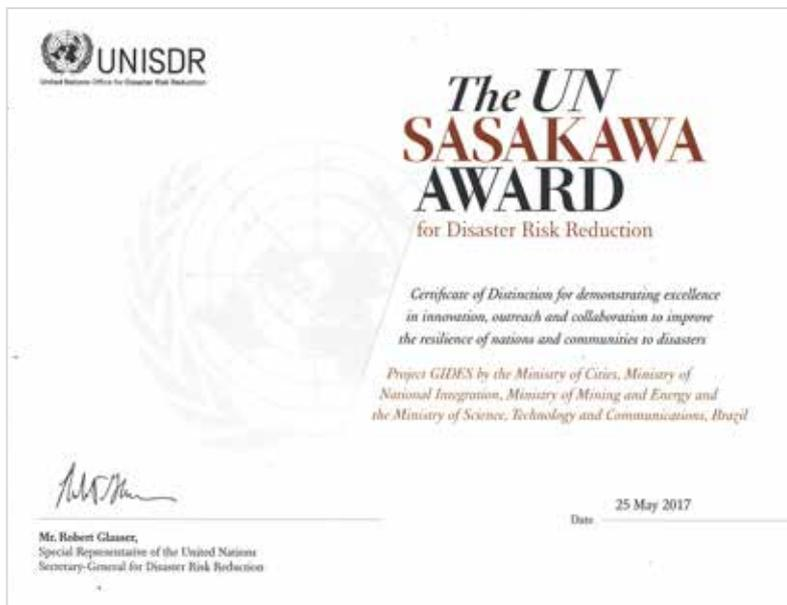 UNISDR
United Nations Office for Disaster Risk Reduction
The UN
SASAKAWA
AWARD
for Disaster Risk Reduction
Certificate of Distinction for demonstrating excellence
in innovation, outreach and collaboration to improve
the resilience of nations and communities to disasters
Project GIDES by the Ministry of Cities, Ministry of
National Integration, Ministry of Mining and Energy and
the Ministry of Science, Technology and Communications, Brazil
25 May 2017
Date
Mr. Robert Glasser,
Special Representative of the United Nations
Secretary-General for Disaster Risk Reduction